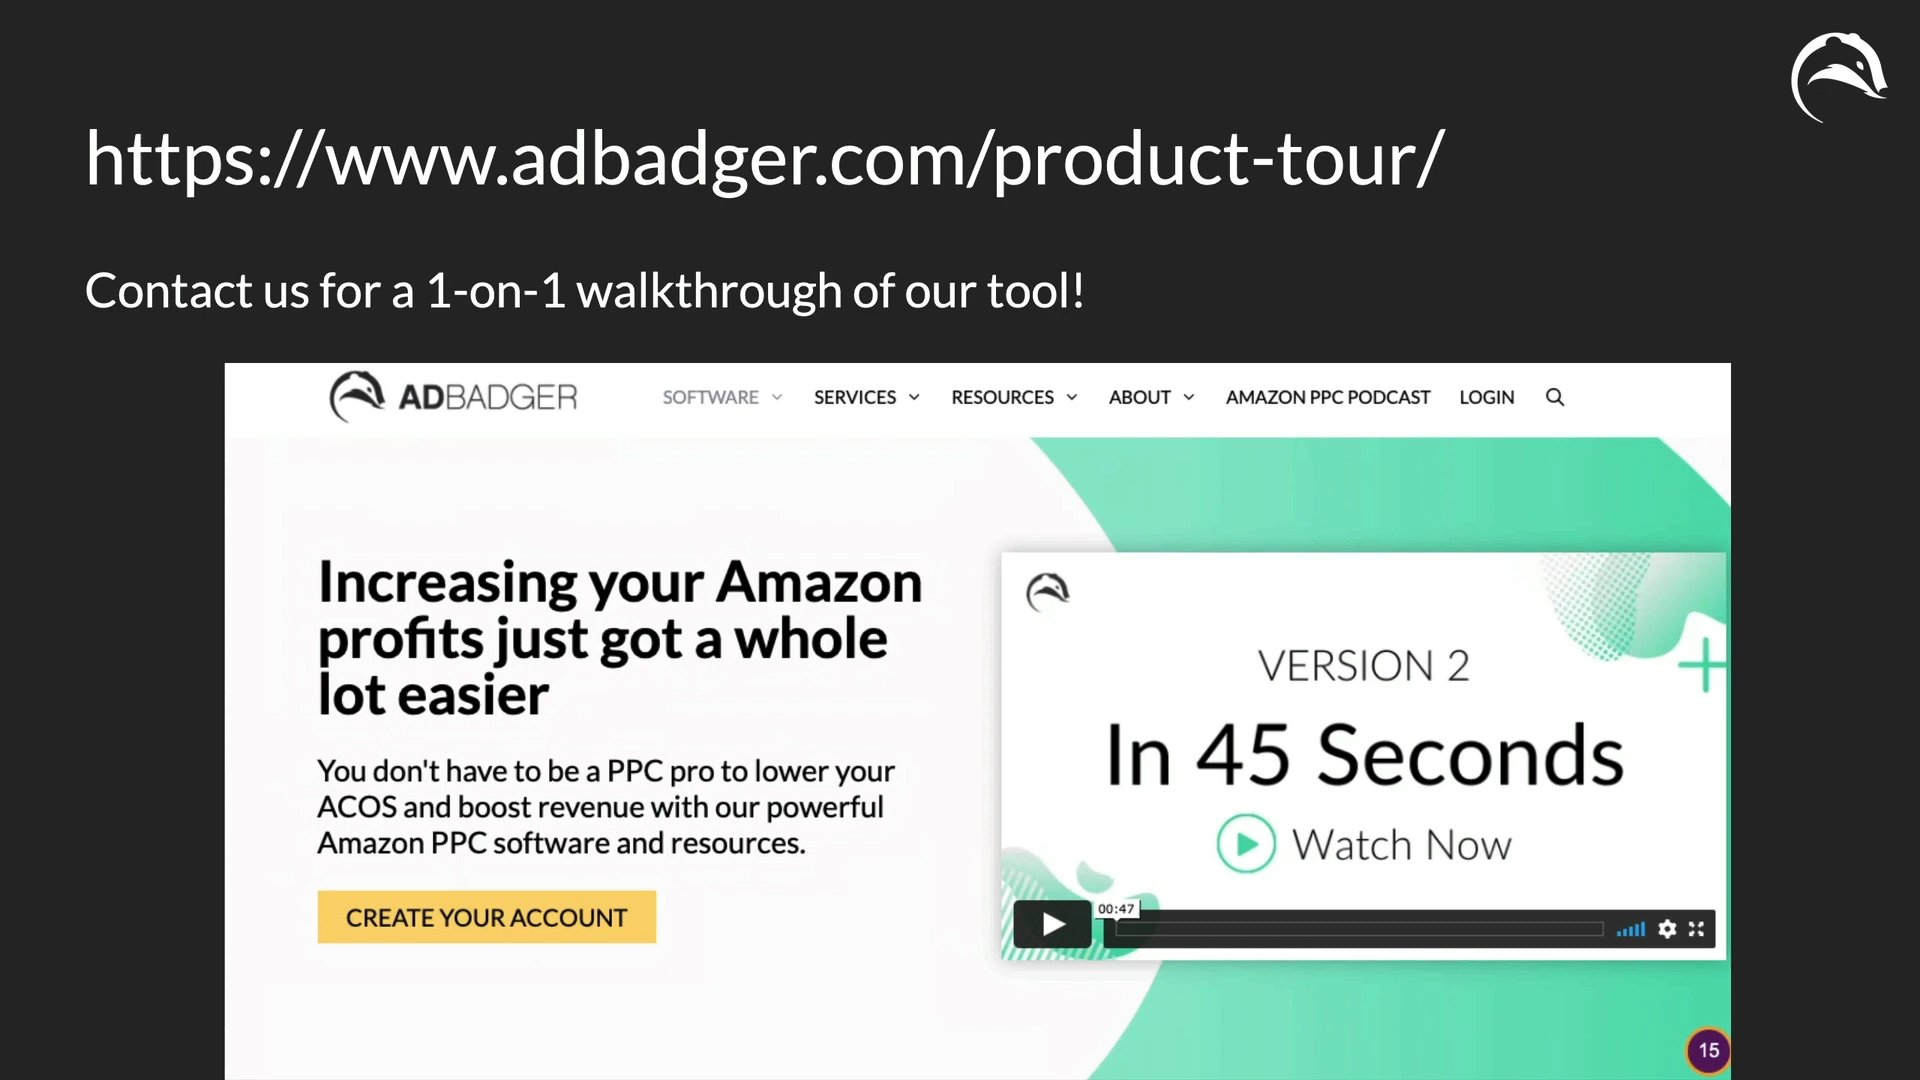 https://www.adbadger.com/product-tour/
Contact us for a 1-on-1 walkthrough of our tool!
ADBADGER
SOFTWARE SERVICES RESOURCES ABOUT AMAZON PPC PODCAST LOGIN
Increasing your Amazon
profits just got a whole
lot easier
You don't have to be a PPC pro to lower your
ACOS and boost revenue with our powerful
Amazon PPC software and resources.
CREATE YOUR ACCOUNT
VERSION 2
In 45 Seconds
Watch Now
00:47
15